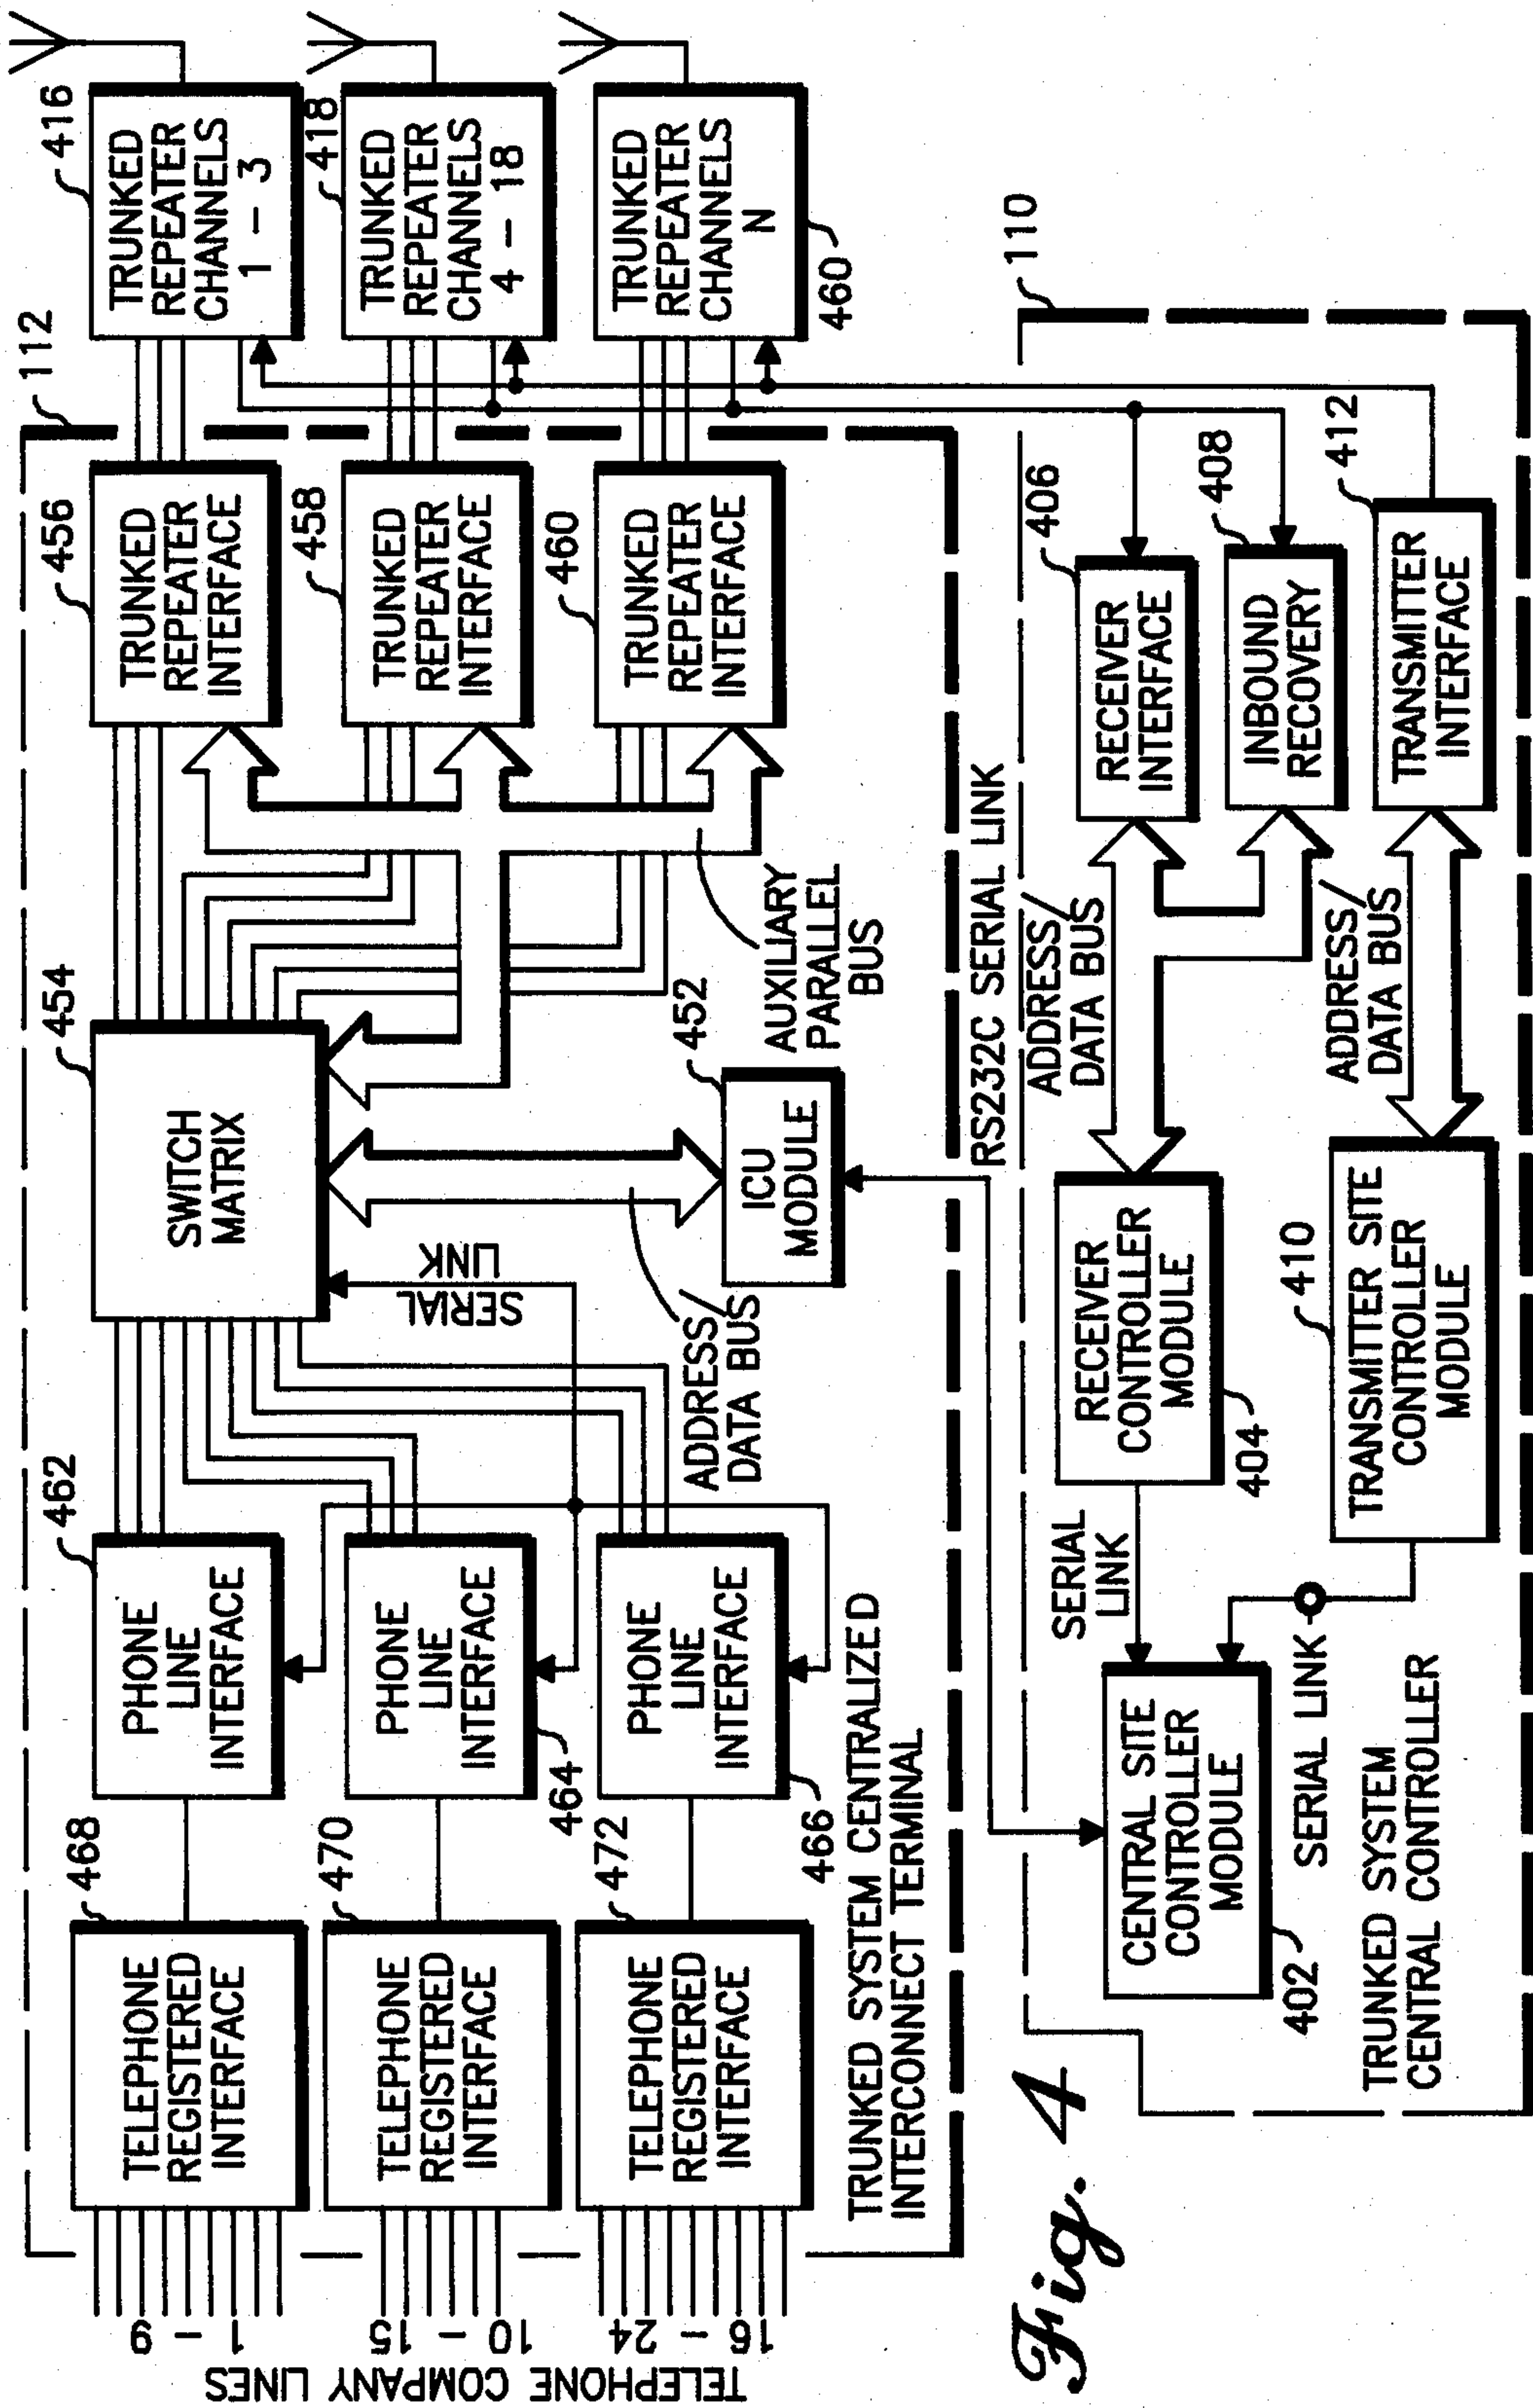 112
416
TRUNKED
REPEATER
CHANNELS
1 - 3
418
TRUNKED
REPEATER
CHANNELS
4 - 18
TRUNKED
REPEATER
CHANNELS
N
460
456
TRUNKED
REPEATER
INTERFACE
458
TRUNKED
REPEATER
INTERFACE
460
TRUNKED
REPEATER
INTERFACE
454
SWITCH
MATRIX
AUXILIARY
PARALLEL
BUS
452
ICU
MODULE
SERIAL
LINK
ADDRESS/
DATA BUS
462
PHONE
LINE
INTERFACE
PHONE
LINE
INTERFACE
464
PHONE
LINE
INTERFACE
466
468
TELEPHONE
REGISTERED
INTERFACE
470
TELEPHONE
REGISTERED
INTERFACE
472
TELEPHONE
REGISTERED
INTERFACE
1 - 9
10 - 15
16 - 24
TELEPHONE COMPANY LINES
TRUNKED SYSTEM CENTRALIZED
INTERCONNECT TERMINAL
RS232C SERIAL LINK
110
406
RECEIVER
INTERFACE
408
INBOUND
RECOVERY
412
TRANSMITTER
INTERFACE
ADDRESS/
DATA BUS
ADDRESS/
DATA BUS
RECEIVER
CONTROLLER
MODULE
404
410
TRANSMITTER SITE
CONTROLLER
MODULE
SERIAL
LINK
SERIAL LINK
CENTRAL SITE
CONTROLLER
MODULE
402
TRUNKED SYSTEM
CENTRAL CONTROLLER
Fig. 4